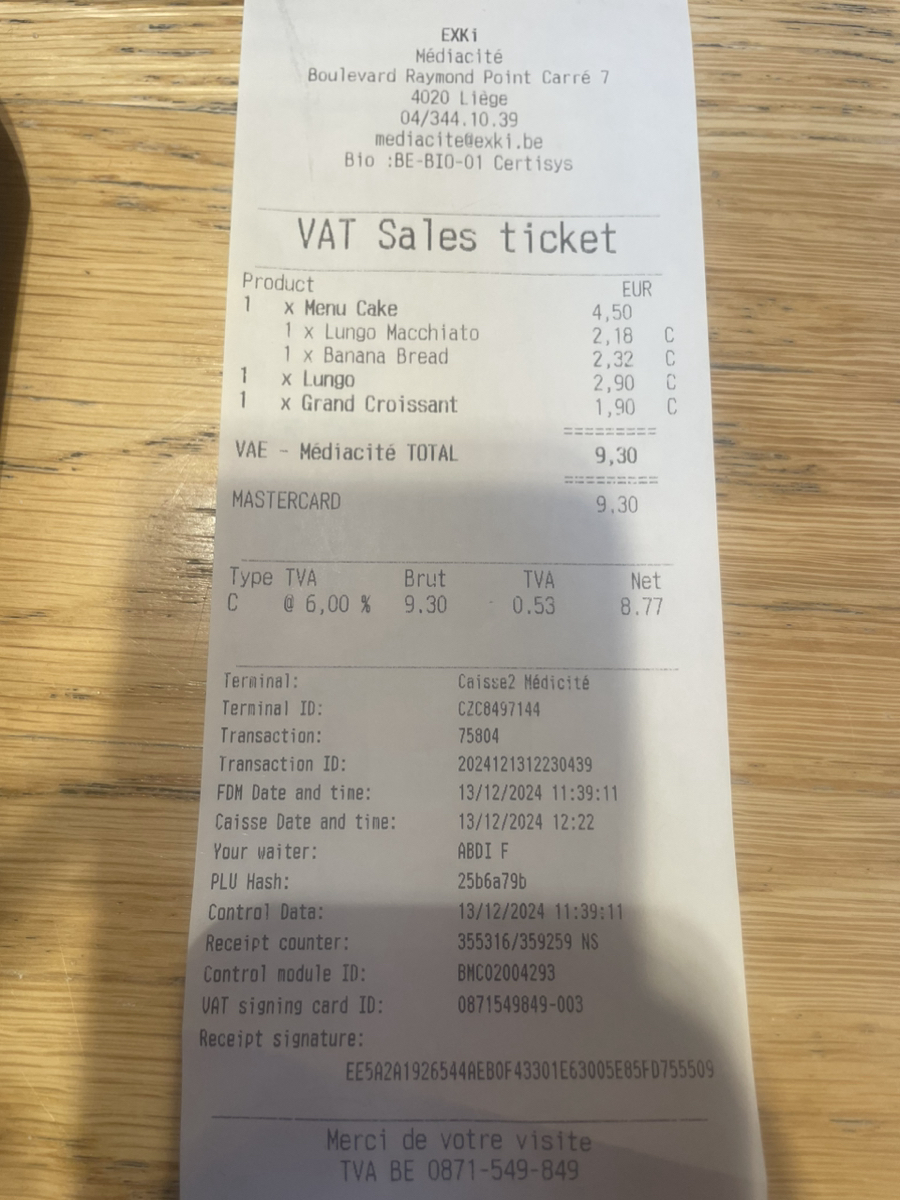 EXKi
Médiacité
Boulevard Raymond Point Carré 7
4020 Liège
04/344.10.39
mediacite@exki.be
Bio :BE-BIO-01 Certisys
VAT Sales ticket
Product EUR
1 x Menu Cake 4,50
1 x Lungo Macchiato 2,18 C
1 x Banana Bread 2,32 C
1 x Lungo 2,90 C
1 x Grand Croissant 1,90 C
=========
VAE - Médiacité TOTAL 9,30
=========
MASTERCARD 9.30
Type TVA Brut TVA Net
C @ 6,00 % 9.30 0.53 8.77
Terminal: Caisse2 Médicité
Terminal ID: CZC8497144
Transaction: 75804
Transaction ID: 2024121312230439
FDM Date and time: 13/12/2024 11:39:11
Caisse Date and time: 13/12/2024 12:22
Your waiter: ABDI F
PLU Hash: 25b6a79b
Control Data: 13/12/2024 11:39:11
Receipt counter: 355316/359259 NS
Control module ID: BMC02004293
VAT signing card ID: 0871549849-003
Receipt signature:
EE5A2A1926544AEB0F43301E63005E85FD755509
Merci de votre visite
TVA BE 0871-549-849